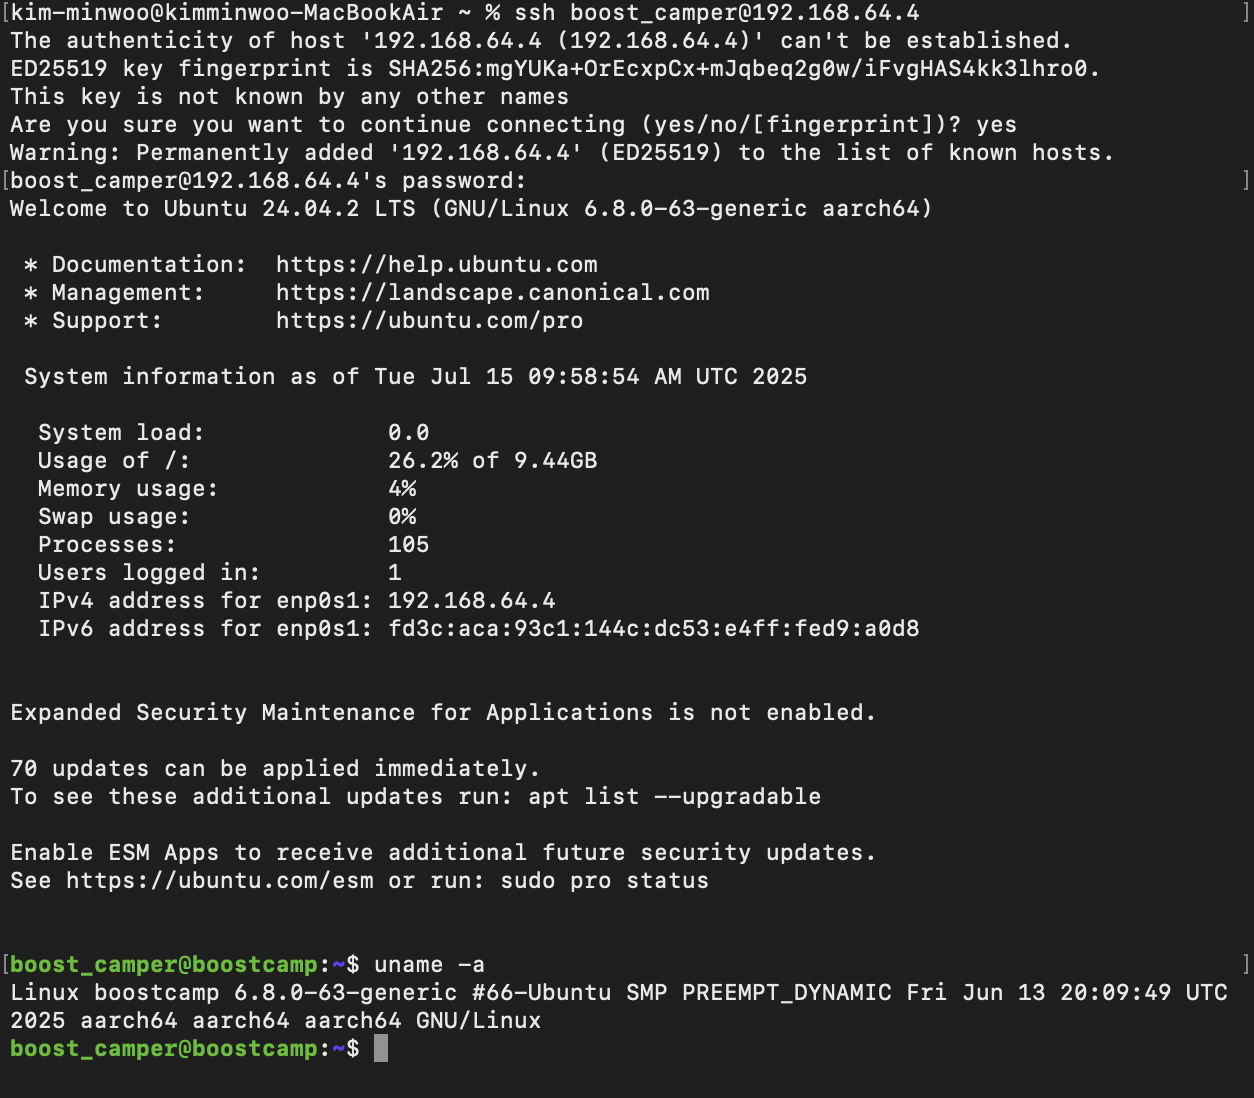 [kim-minwoo@kimminwoo-MacBookAir ~ % ssh boost_camper@192.168.64.4 ]
The authenticity of host '192.168.64.4 (192.168.64.4)' can't be established.
ED25519 key fingerprint is SHA256:mgYUKa+OrEcxpCx+mJqbeq2g0w/iFvgHAS4kk3lhro0.
This key is not known by any other names
Are you sure you want to continue connecting (yes/no/[fingerprint])? yes
Warning: Permanently added '192.168.64.4' (ED25519) to the list of known hosts.
[boost_camper@192.168.64.4's password: ]
Welcome to Ubuntu 24.04.2 LTS (GNU/Linux 6.8.0-63-generic aarch64)
* Documentation: https://help.ubuntu.com
* Management: https://landscape.canonical.com
* Support: https://ubuntu.com/pro
System information as of Tue Jul 15 09:58:54 AM UTC 2025
System load: 0.0
Usage of /: 26.2% of 9.44GB
Memory usage: 4%
Swap usage: 0%
Processes: 105
Users logged in: 1
IPv4 address for enp0s1: 192.168.64.4
IPv6 address for enp0s1: fd3c:aca:93c1:144c:dc53:e4ff:fed9:a0d8
Expanded Security Maintenance for Applications is not enabled.
70 updates can be applied immediately.
To see these additional updates run: apt list --upgradable
Enable ESM Apps to receive additional future security updates.
See https://ubuntu.com/esm or run: sudo pro status
[boost_camper@boostcamp:~$ uname -a ]
Linux boostcamp 6.8.0-63-generic #66-Ubuntu SMP PREEMPT_DYNAMIC Fri Jun 13 20:09:49 UTC
2025 aarch64 aarch64 aarch64 GNU/Linux
boost_camper@boostcamp:~$